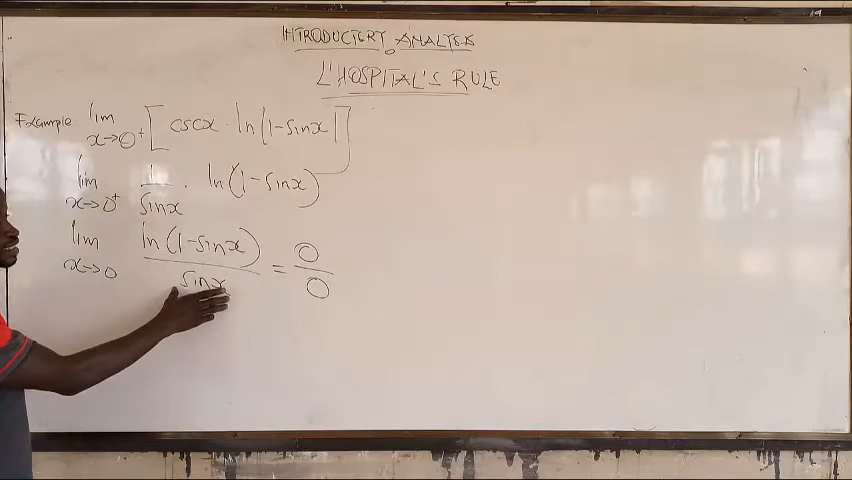 INTRODUCTORY ANALYSIS
L'HOSPITAL'S RULE
Example lim x→0⁺ [cscx · ln|1-sinx|]
lim x→0⁺ 1/sinx · ln(1-sinx)
lim x→0 ln(1-sinx)/sinx = 0/0